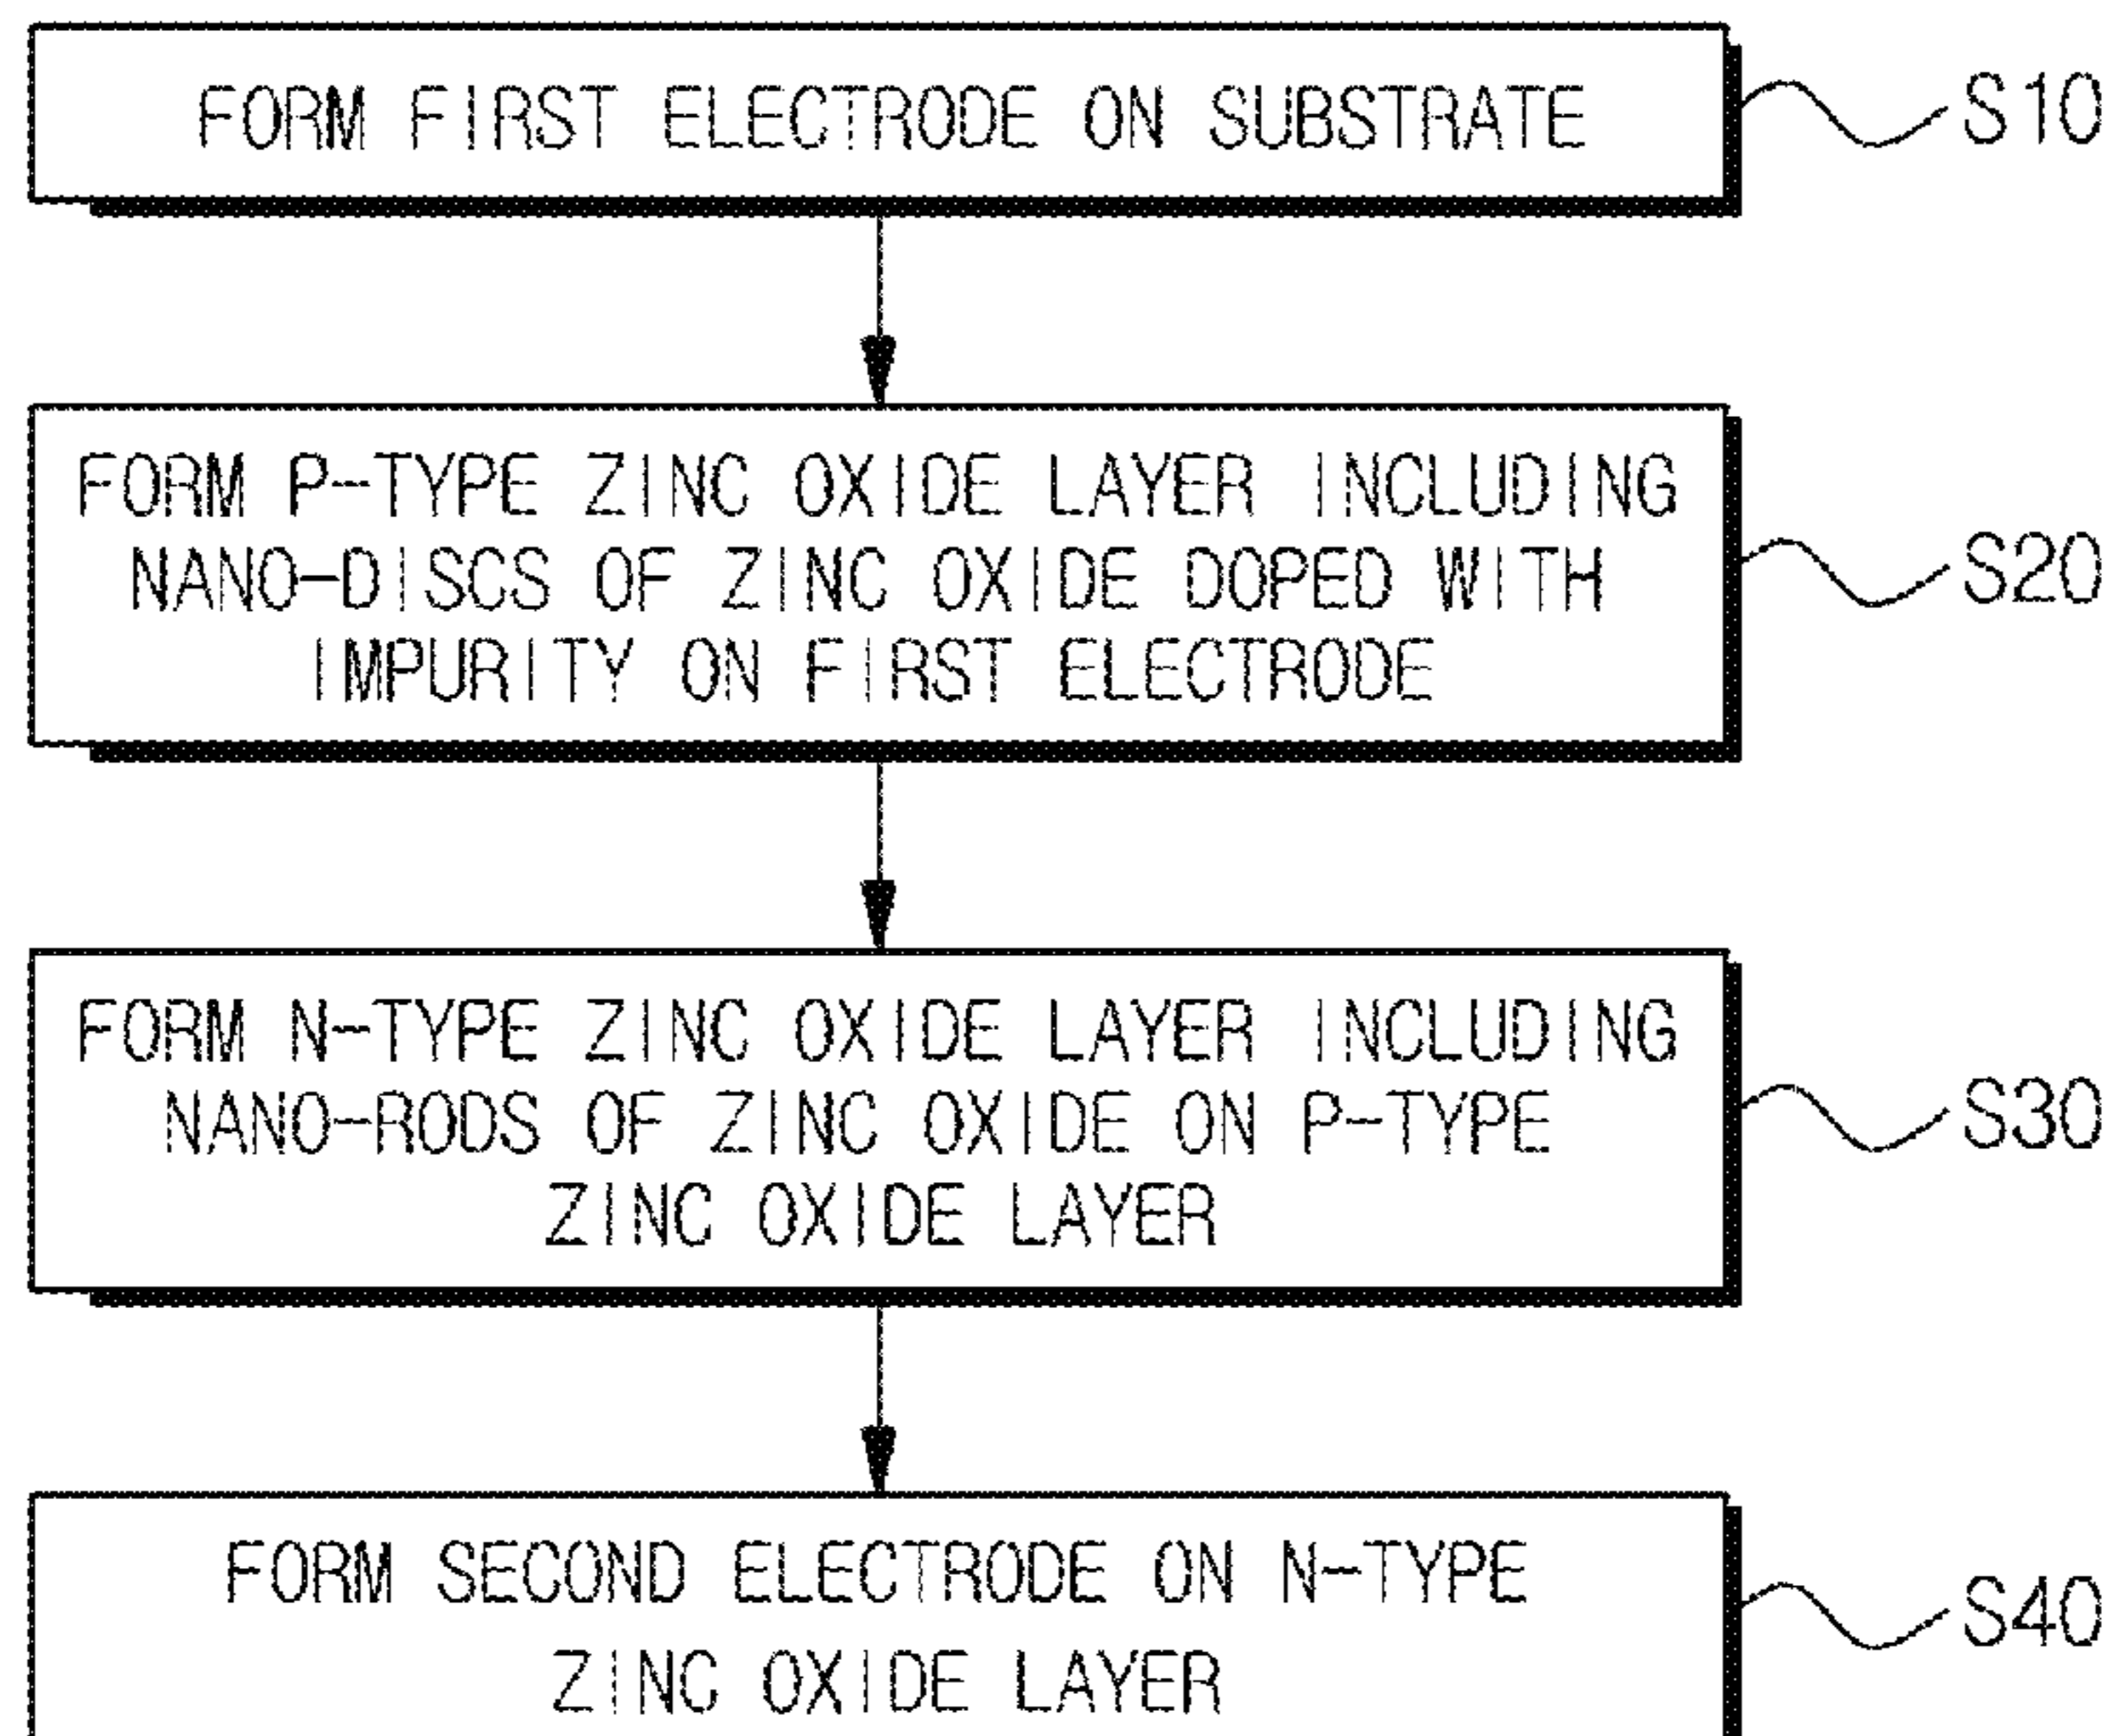 FORM FIRST ELECTRODE ON SUBSTRATE
S10
FORM P-TYPE ZINC OXIDE LAYER INCLUDING
NANO-DISCS OF ZINC OXIDE DOPED WITH
IMPURITY ON FIRST ELECTRODE
S20
FORM N-TYPE ZINC OXIDE LAYER INCLUDING
NANO-RODS OF ZINC OXIDE ON P-TYPE
ZINC OXIDE LAYER
S30
FORM SECOND ELECTRODE ON N-TYPE
ZINC OXIDE LAYER
S40